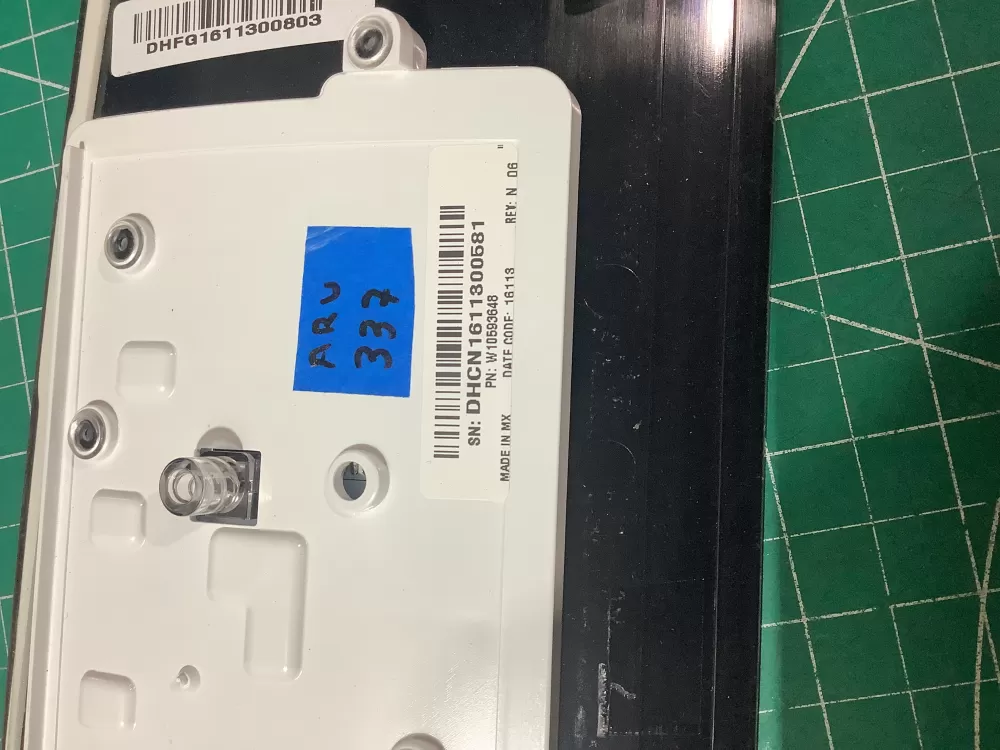 DHFG1611300803
ARU
337
SN: DHCN1611300581
PN: W10593648
MADE IN MX DATE CODE: 16113 REV: N 06